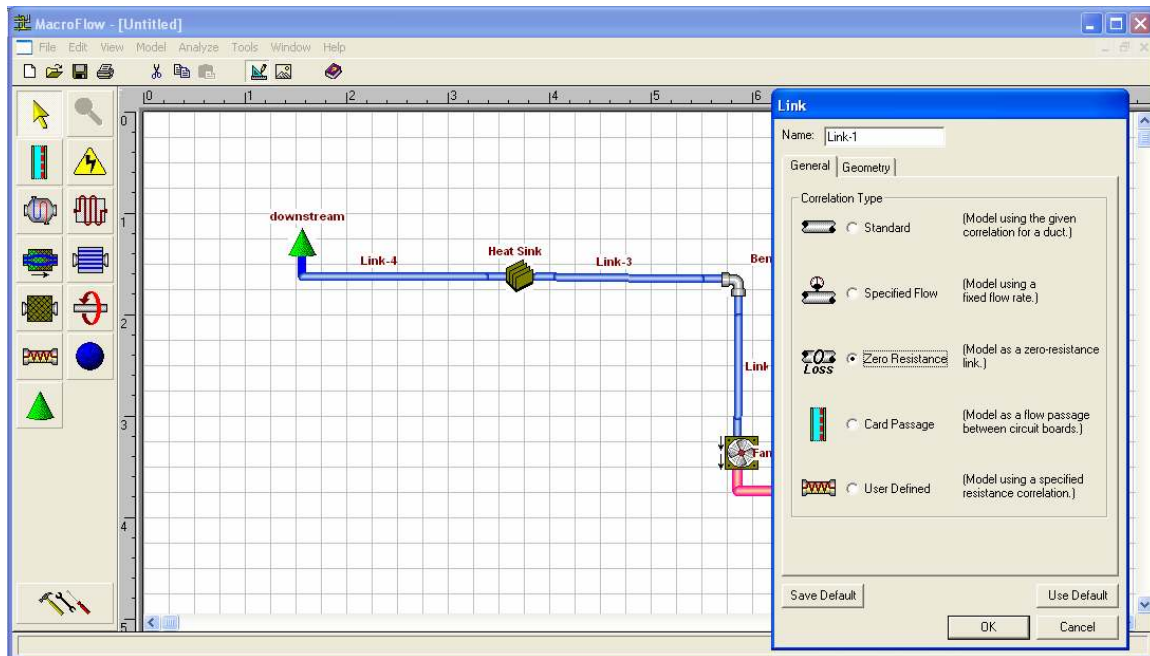 MacroFlow - [Untitled]
File Edit View Model Analyze Tools Window Help
0 1 2 3 4 5 6
0
1
2
3
4
5
downstream
Link-4
Heat Sink
Link-3
Ben
Link
Fan
Link
Name: Link-1
General Geometry
Correlation Type
Standard
(Model using the given
correlation for a duct.)
Specified Flow
(Model using a
fixed flow rate.)
0
Loss
Zero Resistance
(Model as a zero-resistance
link.)
Card Passage
(Model as a flow passage
between circuit boards.)
User Defined
(Model using a specified
resistance correlation.)
Save Default
Use Default
OK
Cancel